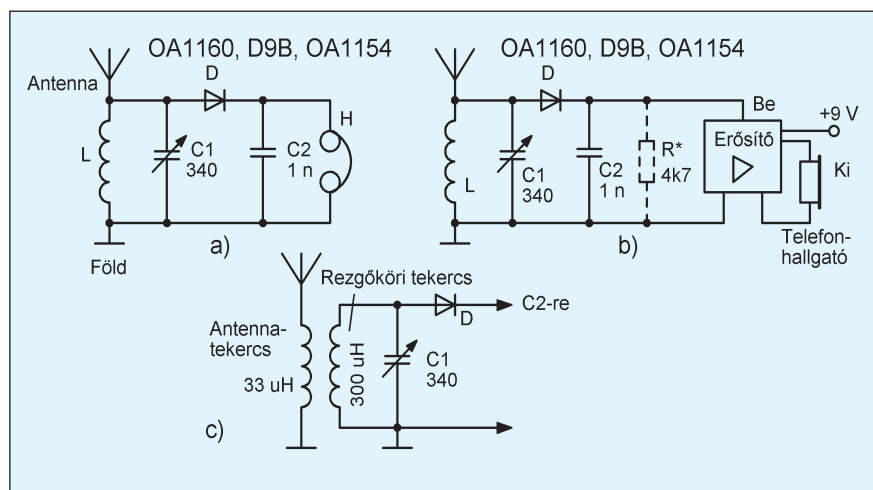 OA1160, D9B, OA1154
Antenna
D
H
L
C1
340
C2
1 n
a)
Föld
OA1160, D9B, OA1154
D
Be
+9 V
Erősítő
R*
4k7
Ki
L
C1
340
C2
1 n
b)
Telefon-
hallgató
Rezgőköri tekercs
C2-re
D
Antenna-
tekercs
33 uH
300 uH
C1
340
c)